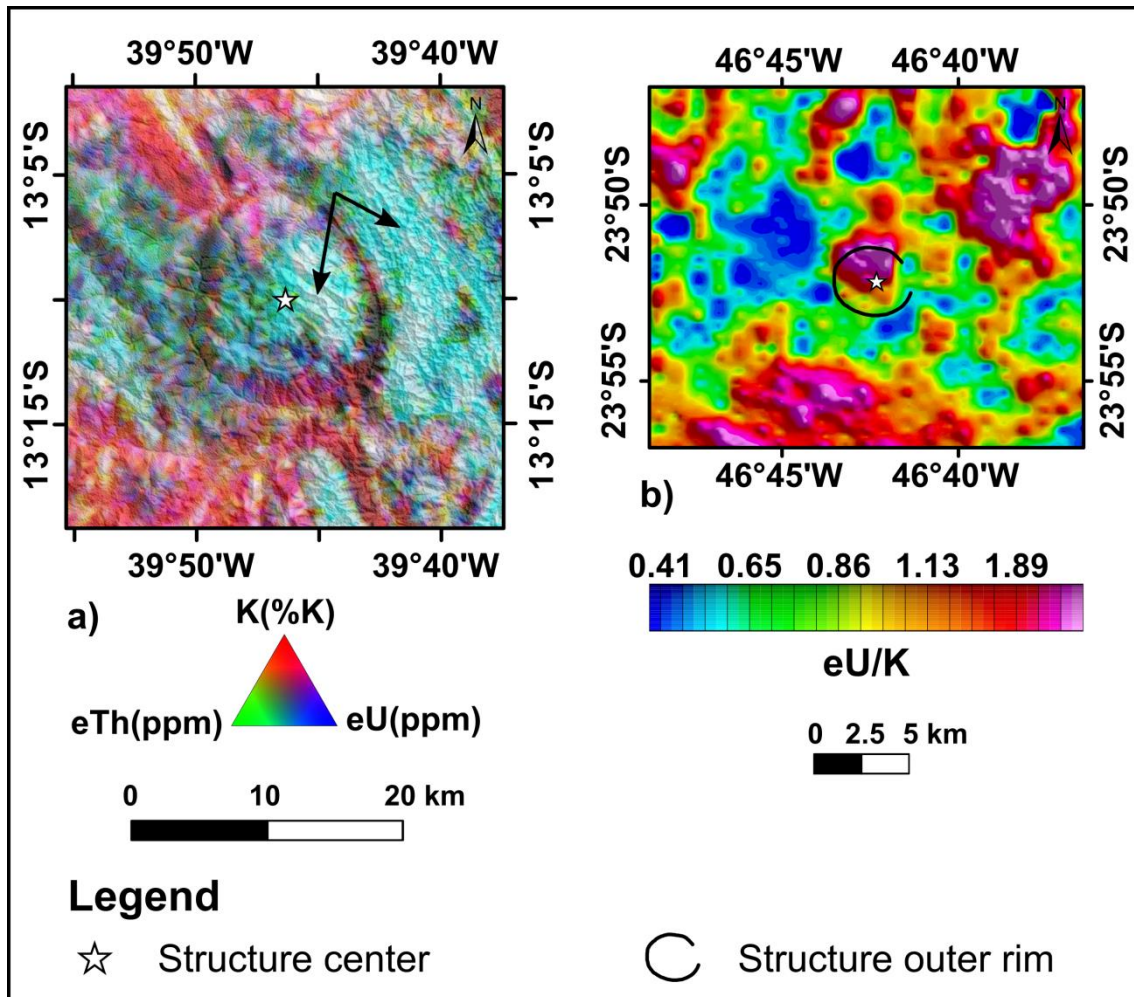 39°50'W 39°40'W
46°45'W 46°40'W
N
N
13°5'S 13°5'S
13°15'S 13°15'S
23°50'S 23°50'S
23°55'S 23°55'S
39°50'W 39°40'W
46°45'W 46°40'W
a)
b)
K(%K)
eTh(ppm) eU(ppm)
0.41 0.65 0.86 1.13 1.89
eU/K
0 10 20 km
0 2.5 5 km
Legend
Structure center
Structure outer rim